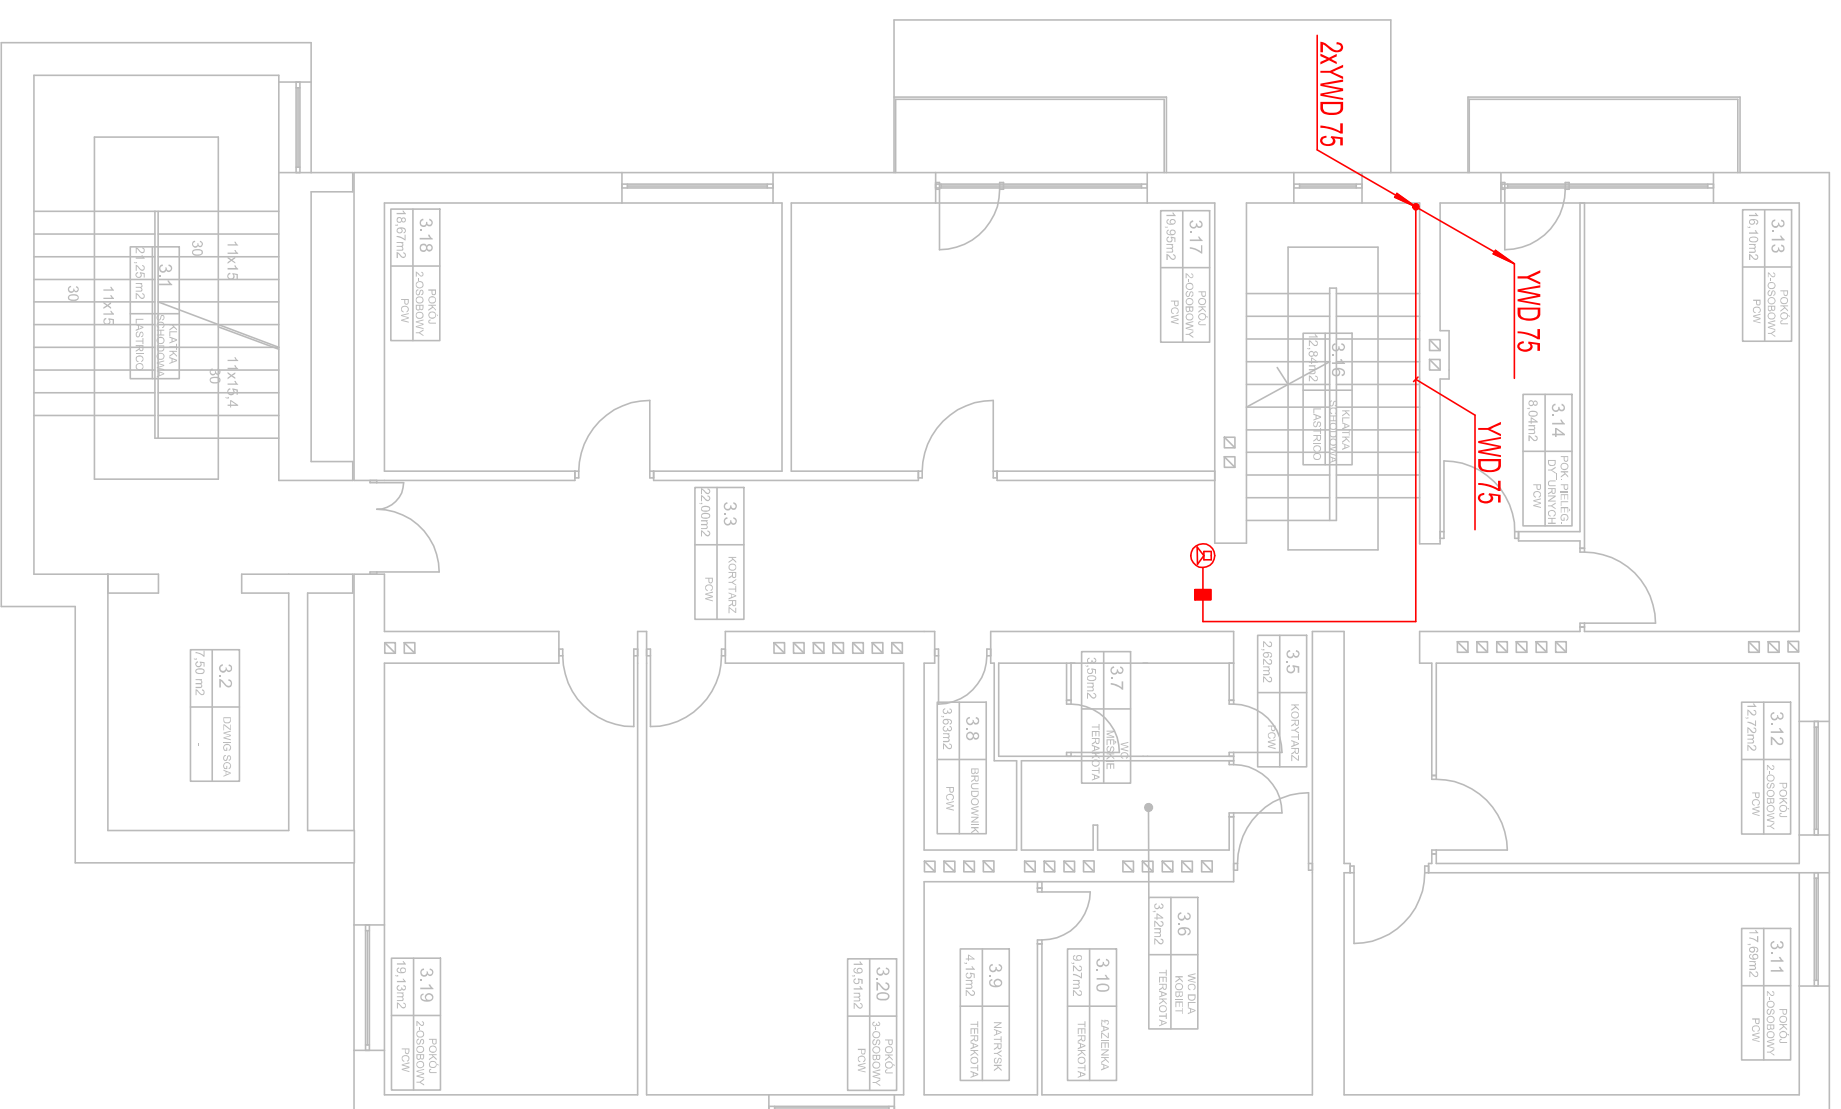 2xYWD 75
YWD 75
YWD 75
3.13
16,10m2
POKÓJ
2-OSOBOWY
PCW
3.14
8,04m2
POK. PIELĘG.
PCW
3.16
12,84m2
KLATKA
SCHODOWA
LASTRICO
3.17
19,95m2
POKÓJ
2-OSOBOWY
PCW
3.18
18,67m2
POKÓJ
2-OSOBOWY
PCW
3.1
21,25 m2
KLATKA
SCHODOWA
LASTRICO
11x15
30
11x15
30
11x15,4
30
3.3
22,00m2
KORYTARZ
PCW
3.2
7,50 m2
DZWIG SGA
-
3.5
2,62m2
KORYTARZ
PCW
3.7
3,50m2
WC
MĘSKIE
TERAKOTA
3.8
3,63m2
BRUDOWNIK
PCW
3.12
12,72m2
POKÓJ
2-OSOBOWY
PCW
3.11
17,69m2
POKÓJ
2-OSOBOWY
PCW
3.6
3,42m2
WC DLA
KOBIET
TERAKOTA
3.10
9,27m2
ŁAZIENKA
TERAKOTA
3.9
4,15m2
NATRYSK
TERAKOTA
3.20
19,51m2
POKÓJ
3-OSOBOWY
PCW
3.19
19,13m2
POKÓJ
2-OSOBOWY
PCW